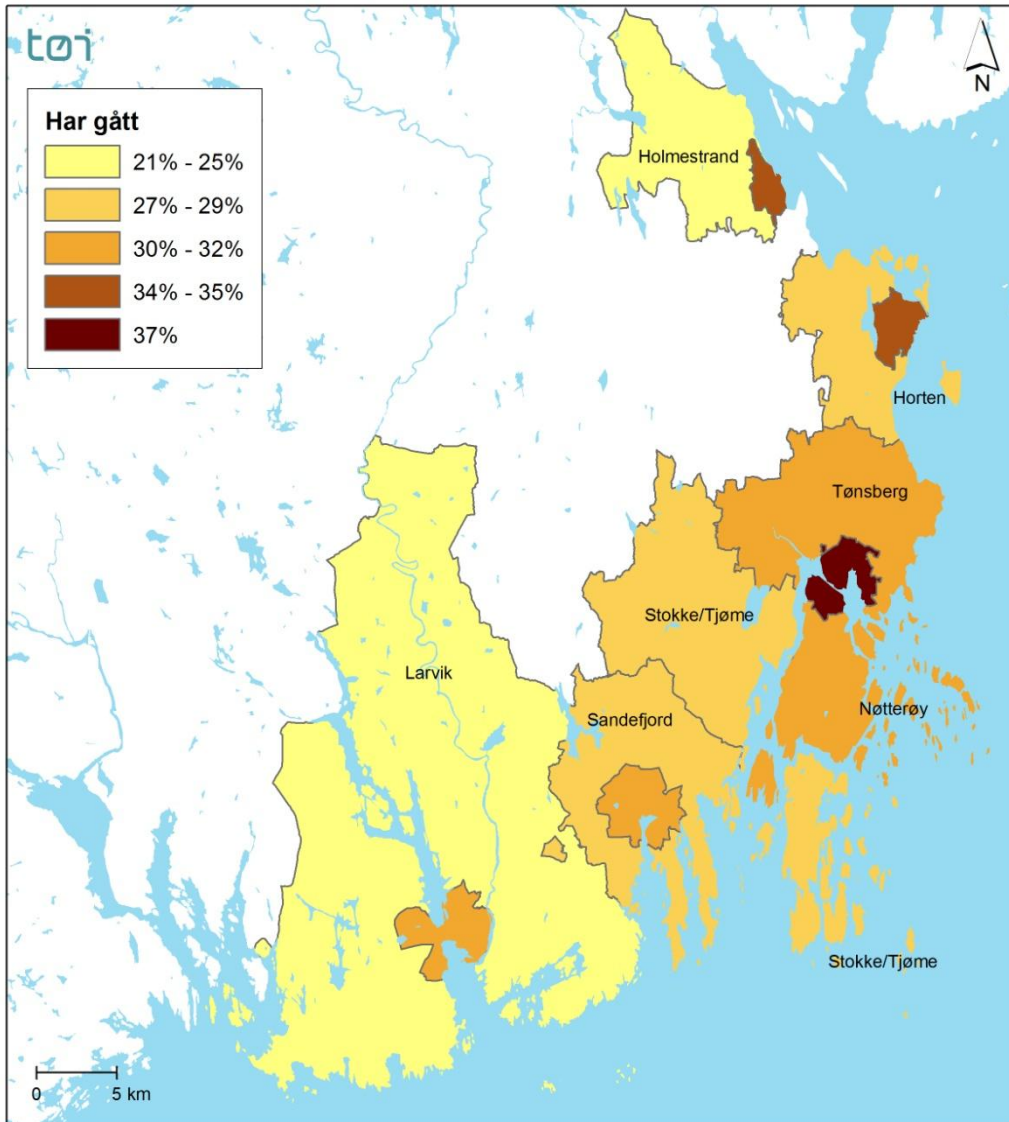 tøi
N
Har gått
21% - 25%
27% - 29%
30% - 32%
34% - 35%
37%
Holmestrand
Horten
Tønsberg
Stokke/Tjøme
Larvik
Sandefjord
Nøtterøy
Stokke/Tjøme
0 5 km